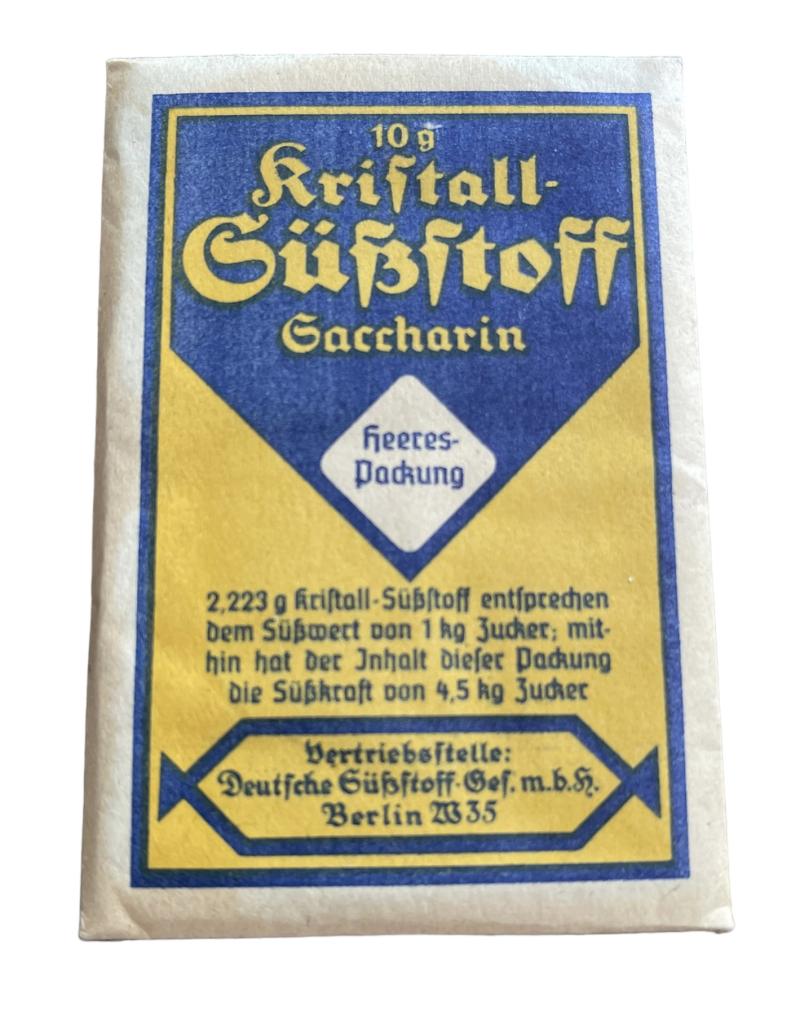 10 g
Kriſtall-
Süßſtoff
Saccharin
Heeres-
Packung
2,223 g Kriſtall-Süßſtoff entſprechen
dem Süßwert von 1 kg Zucker; mit-
hin hat der Inhalt dieſer Packung
die Süßkraft von 4,5 kg Zucker
Vertriebsſtelle:
Deutſche Süßſtoff-Geſ. m.b.H.
Berlin W35